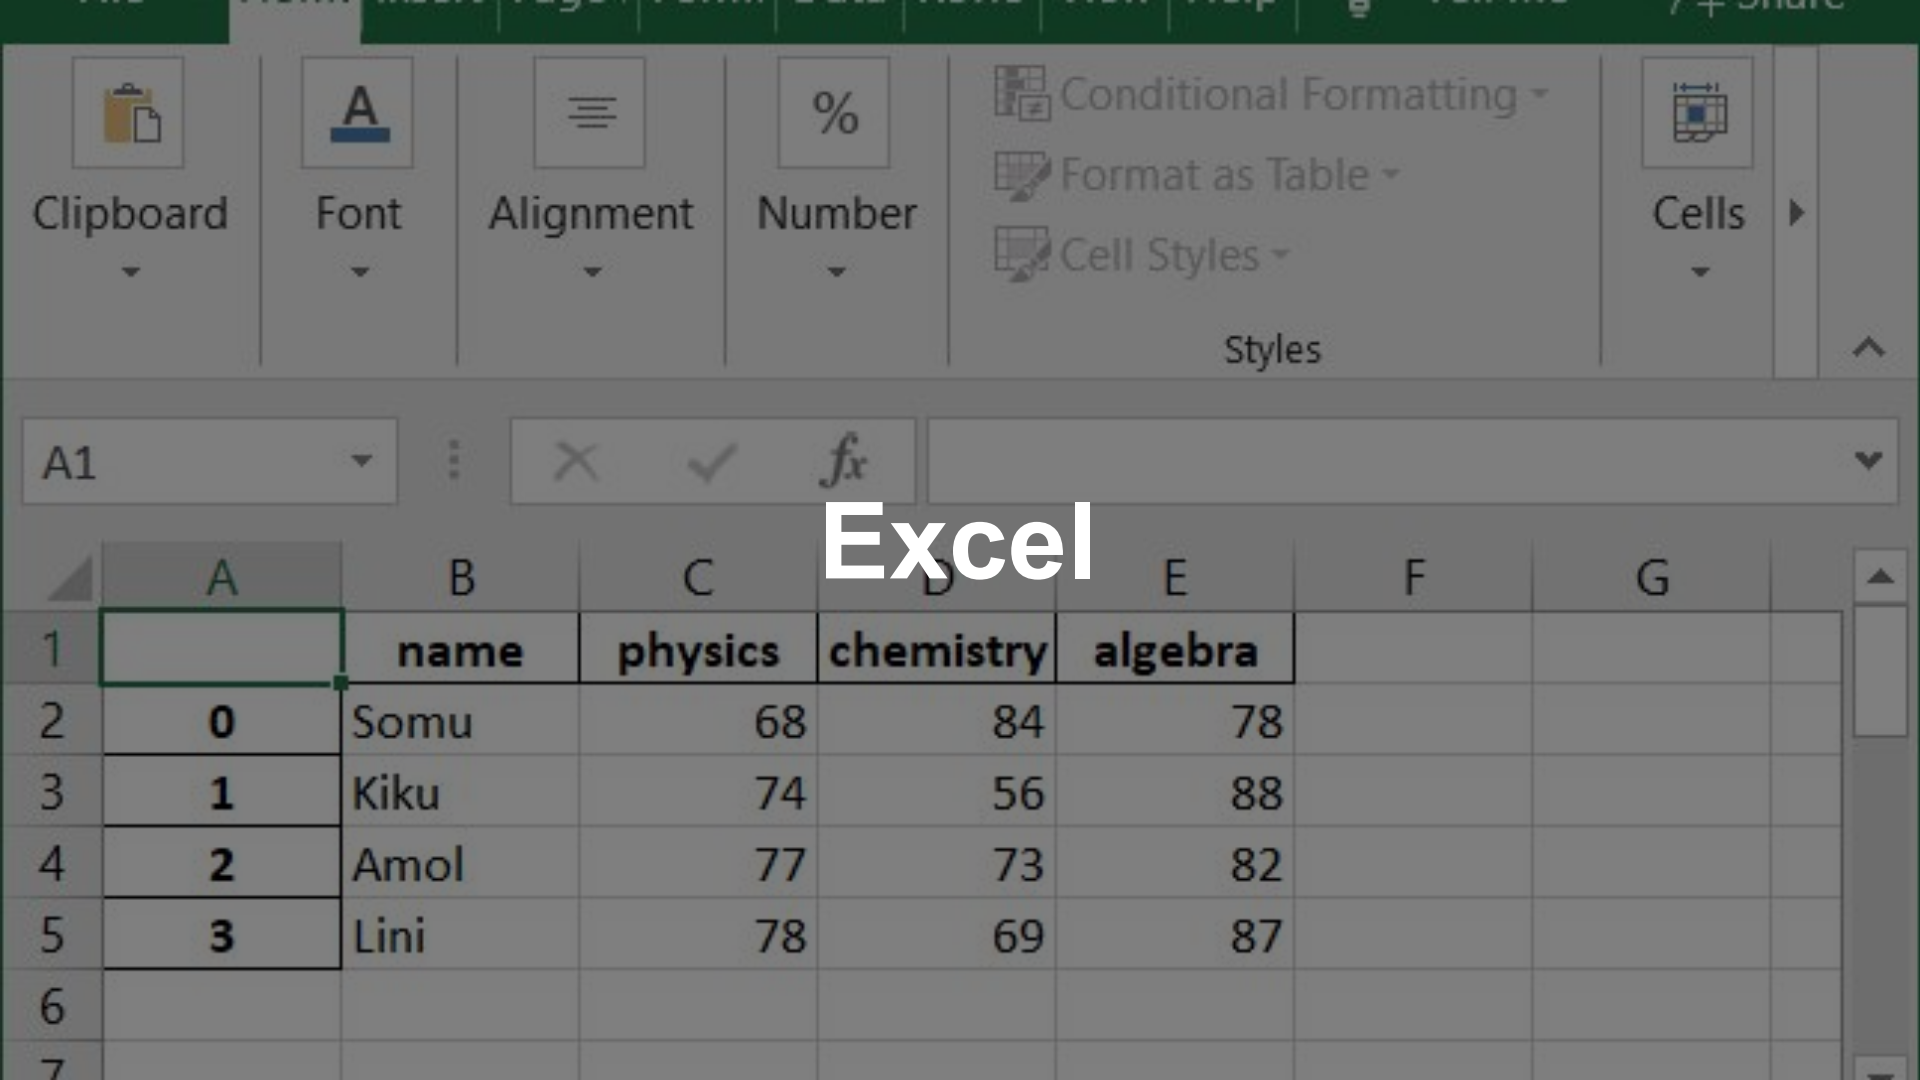 Clipboard
Font
Alignment
Number
Conditional Formatting
Format as Table
Cell Styles
Styles
Cells
A1
fx
Excel
A B C D E F G
1 name physics chemistry algebra
2 0 Somu 68 84 78
3 1 Kiku 74 56 88
4 2 Amol 77 73 82
5 3 Lini 78 69 87
6
7